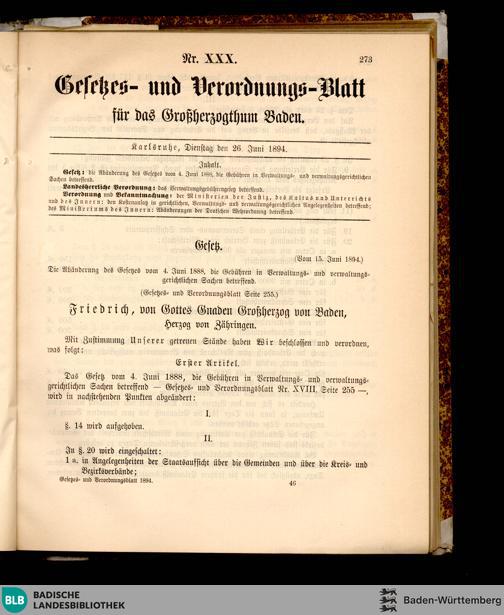 Nr. XXX.
273
Gesetzes- und Verordnungs-Blatt
für das Großherzogthum Baden.
Karlsruhe, Dienstag den 26. Juni 1894.
Inhalt.
Gesetz: die Abänderung des Gesetzes vom 4. Juni 1888, die Gebühren in Verwaltungs- und verwaltungsgerichtlichen
Sachen betreffend.
Landesherrliche Verordnung: das Verwaltungsgebührengesetz betreffend.
Verordnung und Bekanntmachung: der Ministerien der Justiz, des Kultus und Unterrichts
und des Innern: den Kostenansatz in gerichtlichen, Verwaltungs- und verwaltungsgerichtlichen Angelegenheiten betreffend;
des Ministeriums des Innern: Abänderungen der Deutschen Wehrordnung betreffend.
Gesetz.
(Vom 15. Juni 1894.)
Die Abänderung des Gesetzes vom 4. Juni 1888, die Gebühren in Verwaltungs- und verwaltungs-
gerichtlichen Sachen betreffend.
(Gesetzes- und Verordnungsblatt Seite 255.)
Friedrich, von Gottes Gnaden Großherzog von Baden,
Herzog von Zähringen.
Mit Zustimmung Unserer getreuen Stände haben Wir beschlossen und verordnen,
was folgt:
Erster Artikel.
Das Gesetz vom 4. Juni 1888, die Gebühren in Verwaltungs- und verwaltungs-
gerichtlichen Sachen betreffend — Gesetzes- und Verordnungsblatt Nr. XVIII, Seite 255 —,
wird in nachstehenden Punkten abgeändert:
I.
§. 14 wird aufgehoben.
II.
In §. 20 wird eingeschaltet:
1 a. in Angelegenheiten der Staatsaufsicht über die Gemeinden und über die Kreis- und
Bezirksverbände;
Gesetzes- und Verordnungsblatt 1894.
46
BLB BADISCHE
LANDESBIBLIOTHEK
Baden-Württemberg